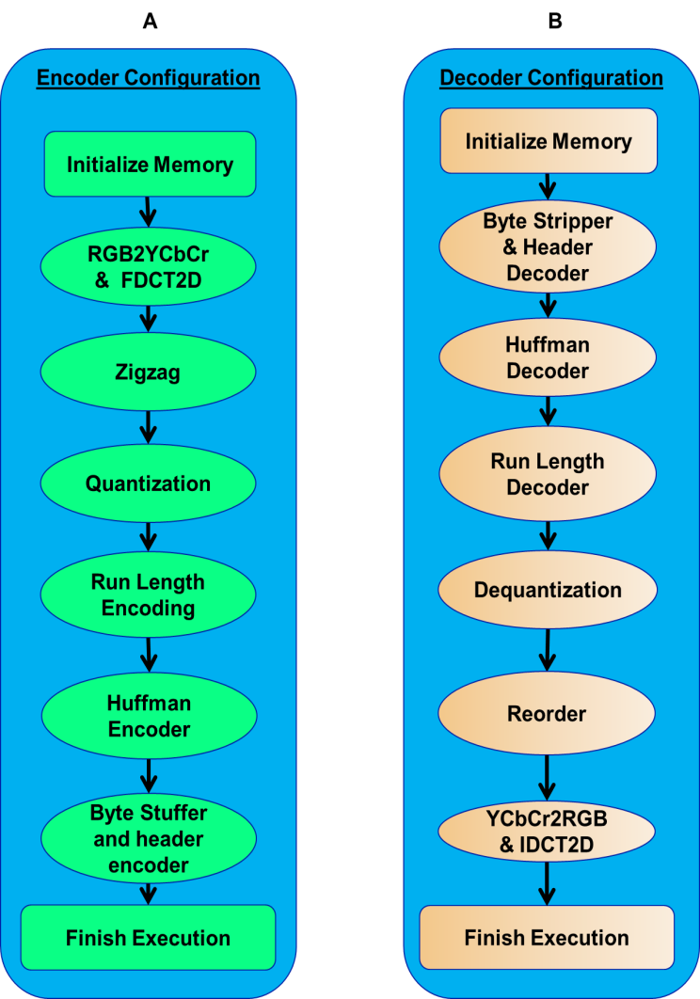 A
Encoder Configuration
Initialize Memory
RGB2YCbCr
& FDCT2D
Zigzag
Quantization
Run Length
Encoding
Huffman
Encoder
Byte Stuffer
and header
encoder
Finish Execution
B
Decoder Configuration
Initialize Memory
Byte Stripper
& Header
Decoder
Huffman
Decoder
Run Length
Decoder
Dequantization
Reorder
YCbCr2RGB
& IDCT2D
Finish Execution